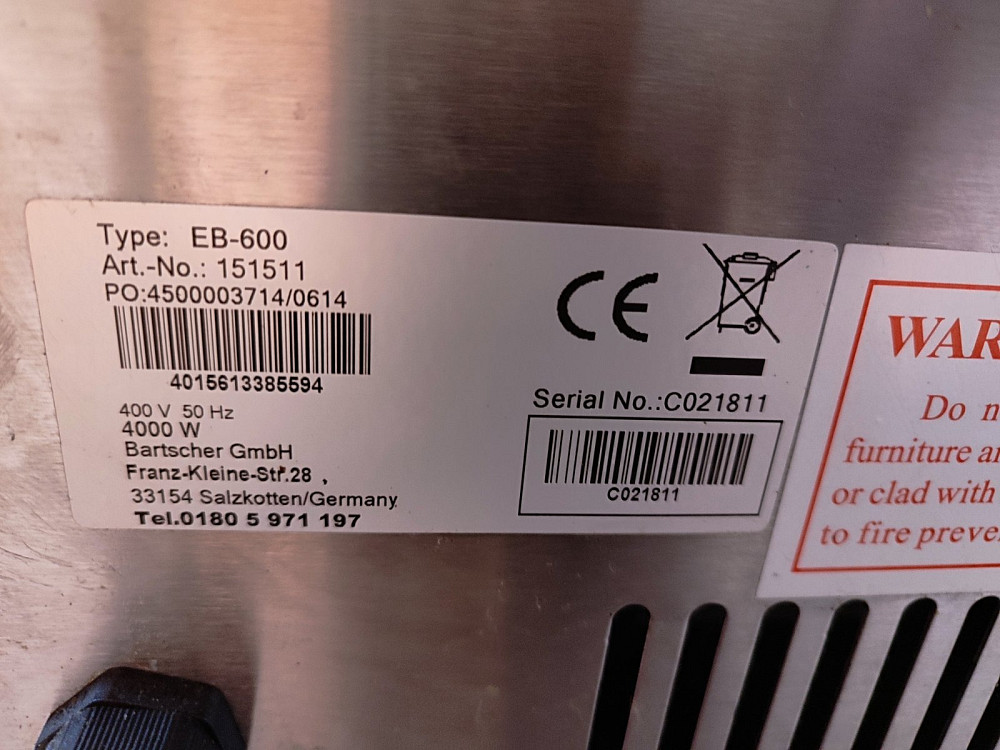 Type: EB-600
Art.-No.: 151511
PO:4500003714/0614
4015613385594
400 V 50 Hz
4000 W
Bartscher GmbH
Franz-Kleine-Str.28 ,
33154 Salzkotten/Germany
Tel.0180 5 971 197
CE
Serial No.:C021811
C021811
WAR
Do n
furniture a
or clad with
to fire preve